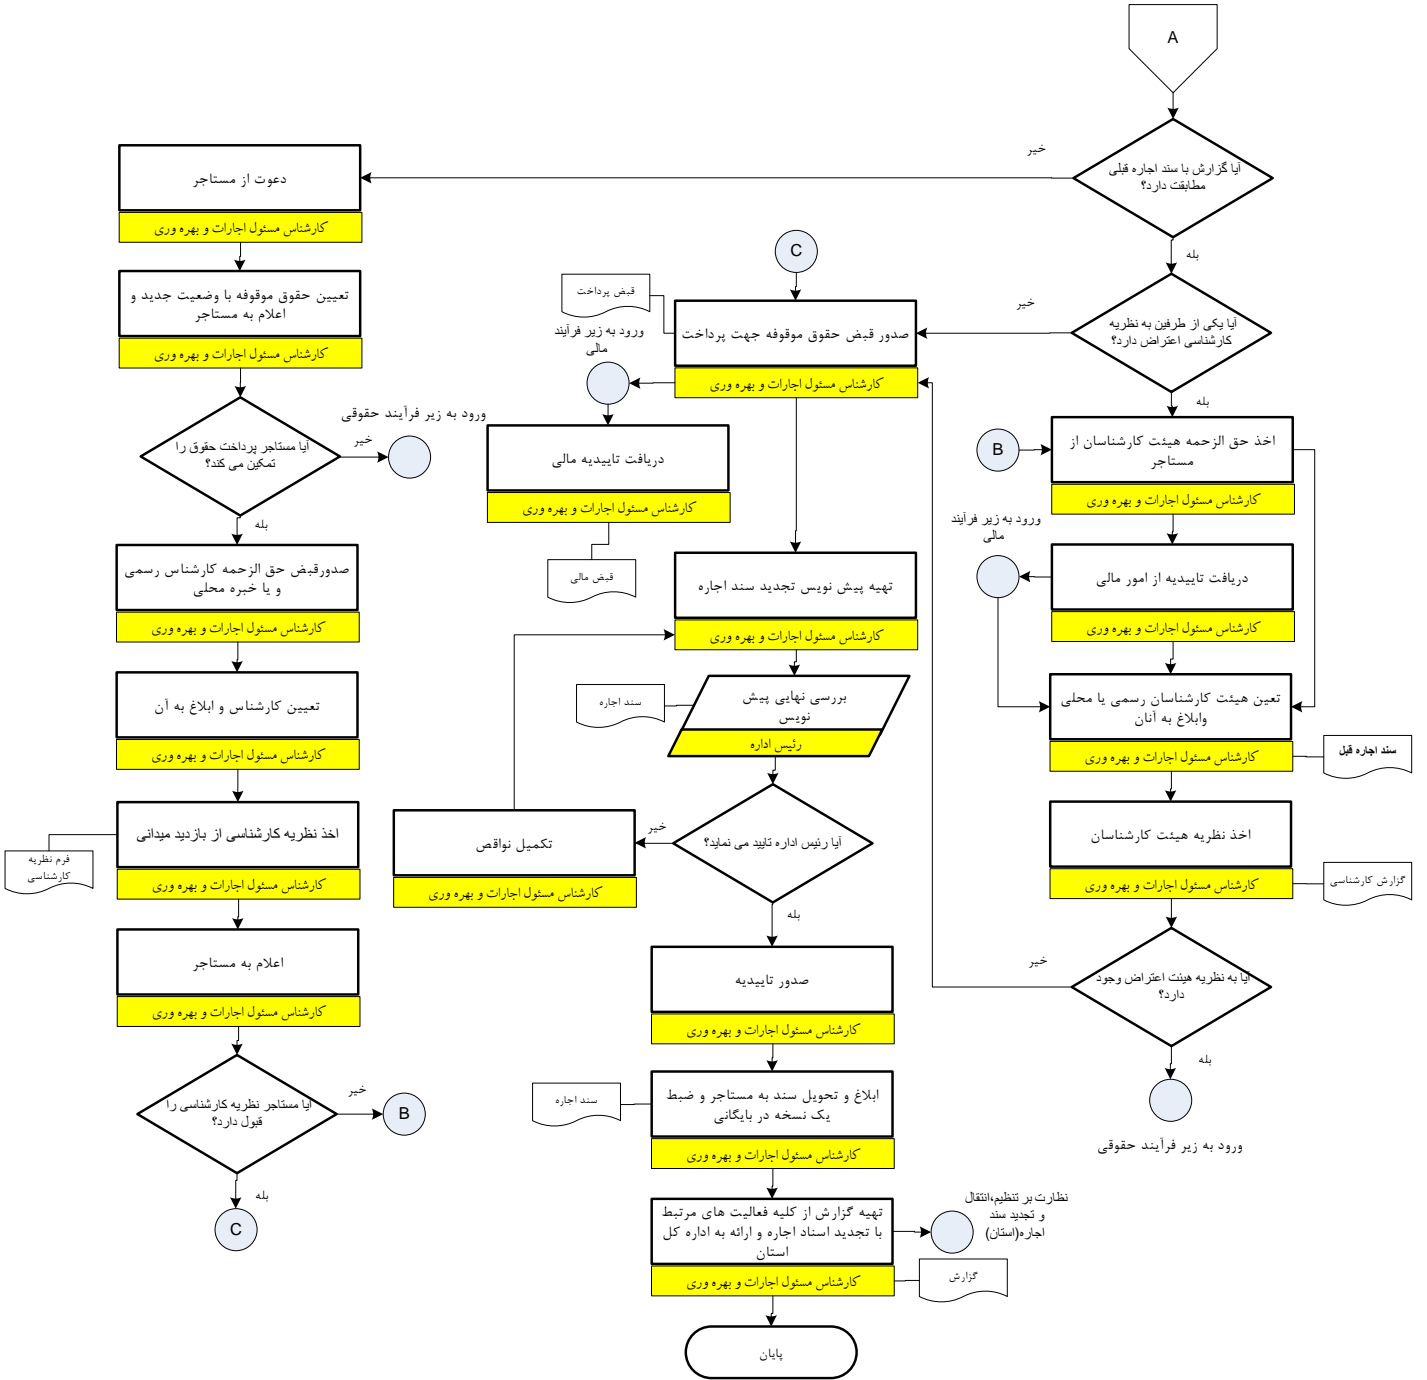 A
آیا گزارش با سند اجاره قبلی
مطابقت دارد؟
خیر
بله
دعوت از مستاجر
کارشناس مسئول اجارات و بهره وری
تعیین حقوق موقوفه با وضعیت جدید و
اعلام به مستاجر
کارشناس مسئول اجارات و بهره وری
آیا مستاجر پرداخت حقوق را
تمکین می کند؟
خیر
ورود به زیر فرآیند حقوقی
بله
صدورقبض حق الزحمه کارشناس رسمی
و یا خبره محلی
کارشناس مسئول اجارات و بهره وری
تعیین کارشناس و ابلاغ به آن
کارشناس مسئول اجارات و بهره وری
اخذ نظریه کارشناسی از بازدید میدانی
کارشناس مسئول اجارات و بهره وری
فرم نظریه
کارشناسی
اعلام به مستاجر
کارشناس مسئول اجارات و بهره وری
آیا مستاجر نظریه کارشناسی را
قبول دارد؟
خیر
B
بله
C
آیا یکی از طرفین به نظریه
کارشناسی اعتراض دارد؟
خیر
بله
C
قبض پرداخت
صدور قبض حقوق موقوفه جهت پرداخت
کارشناس مسئول اجارات و بهره وری
ورود به زیر فرآیند
مالی
دریافت تاییدیه مالی
کارشناس مسئول اجارات و بهره وری
قبض مالی
تهیه پیش نویس تجدید سند اجاره
کارشناس مسئول اجارات و بهره وری
بررسی نهایی پیش
نویس
رئیس اداره
سند اجاره
آیا رئیس اداره تایید می نماید؟
خیر
تکمیل نواقص
کارشناس مسئول اجارات و بهره وری
بله
صدور تاییدیه
کارشناس مسئول اجارات و بهره وری
ابلاغ و تحویل سند به مستاجر و ضبط
یک نسخه در بایگانی
کارشناس مسئول اجارات و بهره وری
سند اجاره
تهیه گزارش از کلیه فعالیت های مرتبط
با تجدید اسناد اجاره و ارائه به اداره کل
استان
کارشناس مسئول اجارات و بهره وری
نظارت بر تنظیم،انتقال
و تجدید سند
اجاره(استان)
گزارش
پایان
B
اخذ حق الزحمه هیئت کارشناسان از
مستاجر
کارشناس مسئول اجارات و بهره وری
ورود به زیر فرآیند
مالی
دریافت تاییدیه از امور مالی
کارشناس مسئول اجارات و بهره وری
تعین هیئت کارشناسان رسمی یا محلی
وابلاغ به آنان
کارشناس مسئول اجارات و بهره وری
سند اجاره قبل
اخذ نظریه هیئت کارشناسان
کارشناس مسئول اجارات و بهره وری
گزارش کارشناسی
آیا به نظریه هیئت اعتراض وجود
دارد؟
خیر
بله
ورود به زیر فرآیند حقوقی